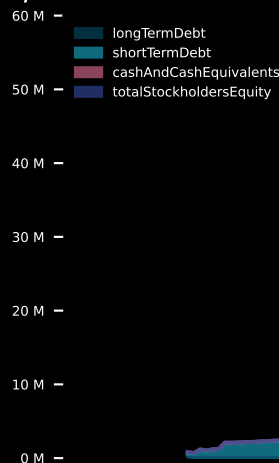 60 M
longTermDebt
shortTermDebt
cashAndCashEquivalents
totalStockholdersEquity
50 M
40 M
30 M
20 M
10 M
0 M